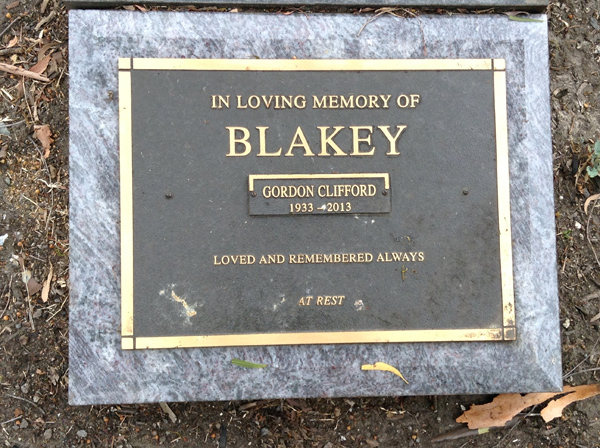 IN LOVING MEMORY OF
BLAKEY
GORDON CLIFFORD
1933 - 2013
LOVED AND REMEMBERED ALWAYS
AT REST